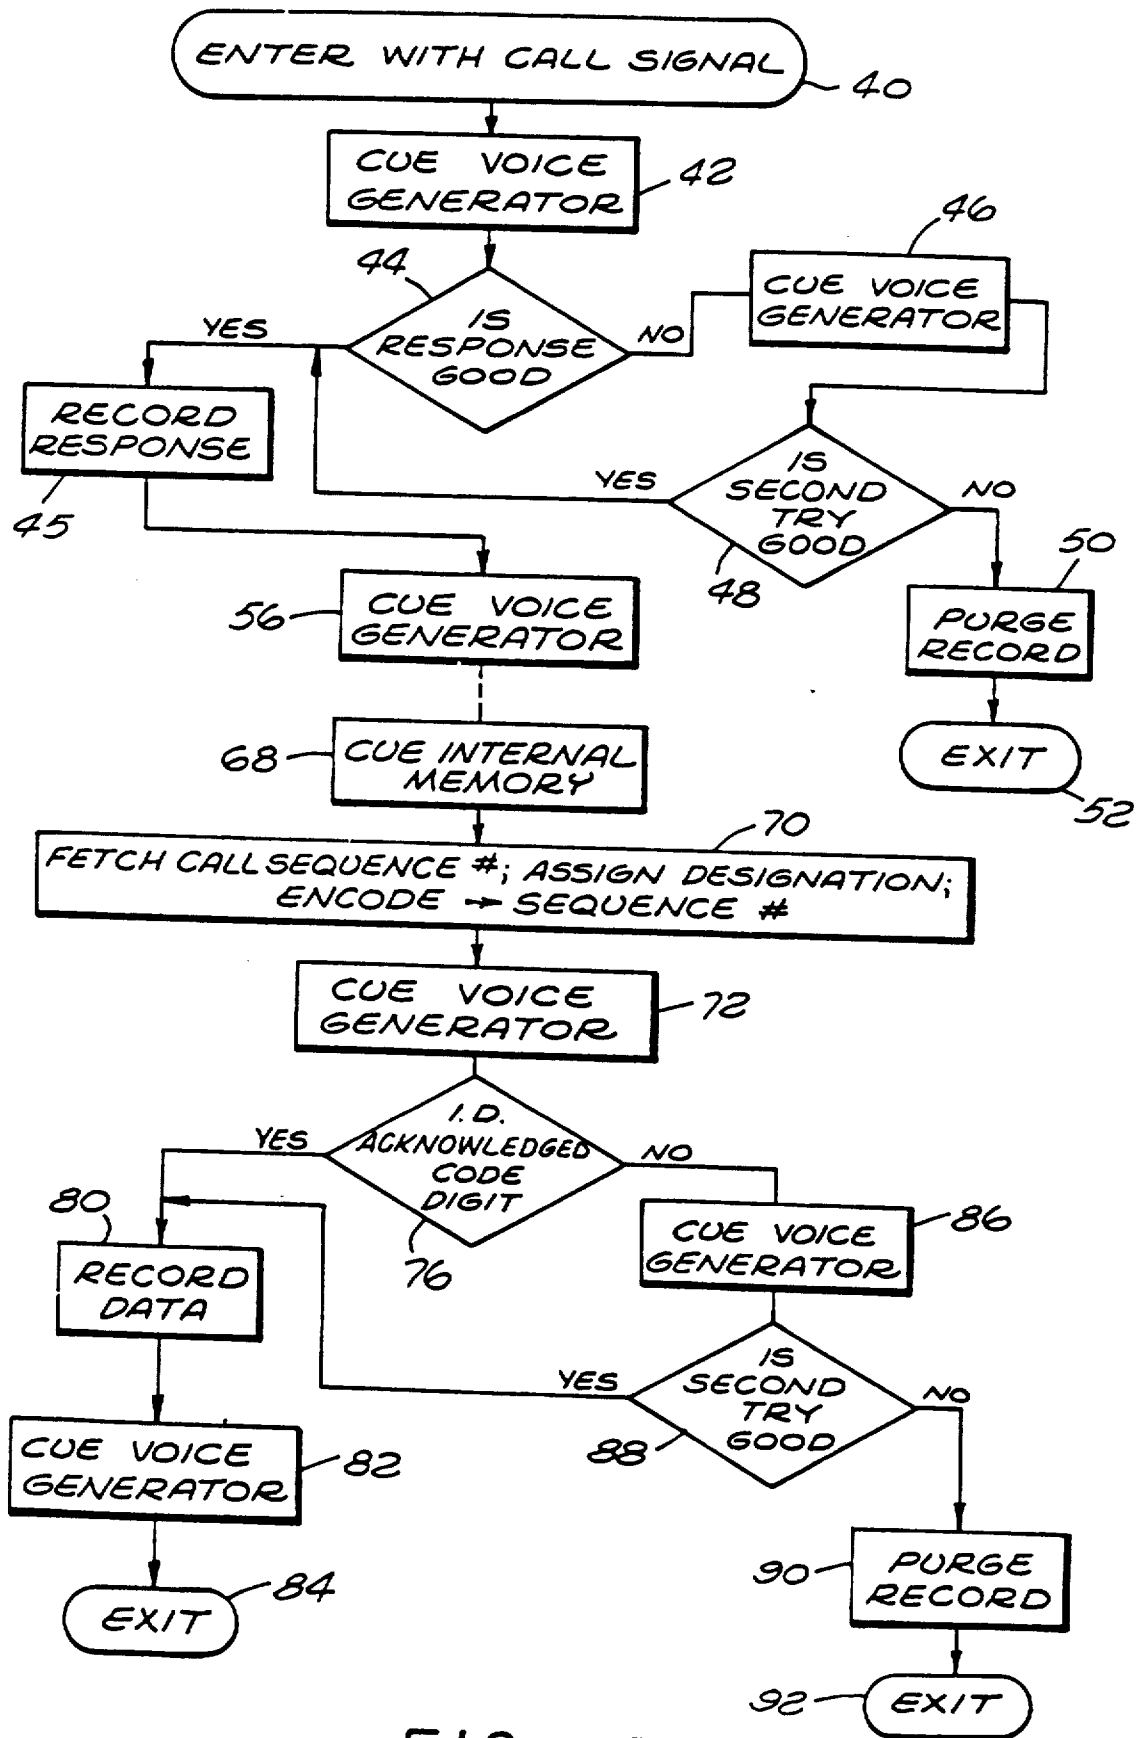 ENTER WITH CALL SIGNAL
40
CUE VOICE
GENERATOR
42
44
IS
RESPONSE
GOOD
YES
NO
46
CUE VOICE
GENERATOR
RECORD
RESPONSE
45
IS
SECOND
TRY
GOOD
YES
NO
48
50
PURGE
RECORD
EXIT
52
56
CUE VOICE
GENERATOR
68
CUE INTERNAL
MEMORY
70
FETCH CALL SEQUENCE #; ASSIGN DESIGNATION;
ENCODE → SEQUENCE #
CUE VOICE
GENERATOR
72
I.D.
ACKNOWLEDGED
CODE
DIGIT
YES
NO
76
80
RECORD
DATA
86
CUE VOICE
GENERATOR
IS
SECOND
TRY
GOOD
YES
NO
88
CUE VOICE
GENERATOR
82
EXIT
84
90
PURGE
RECORD
92
EXIT